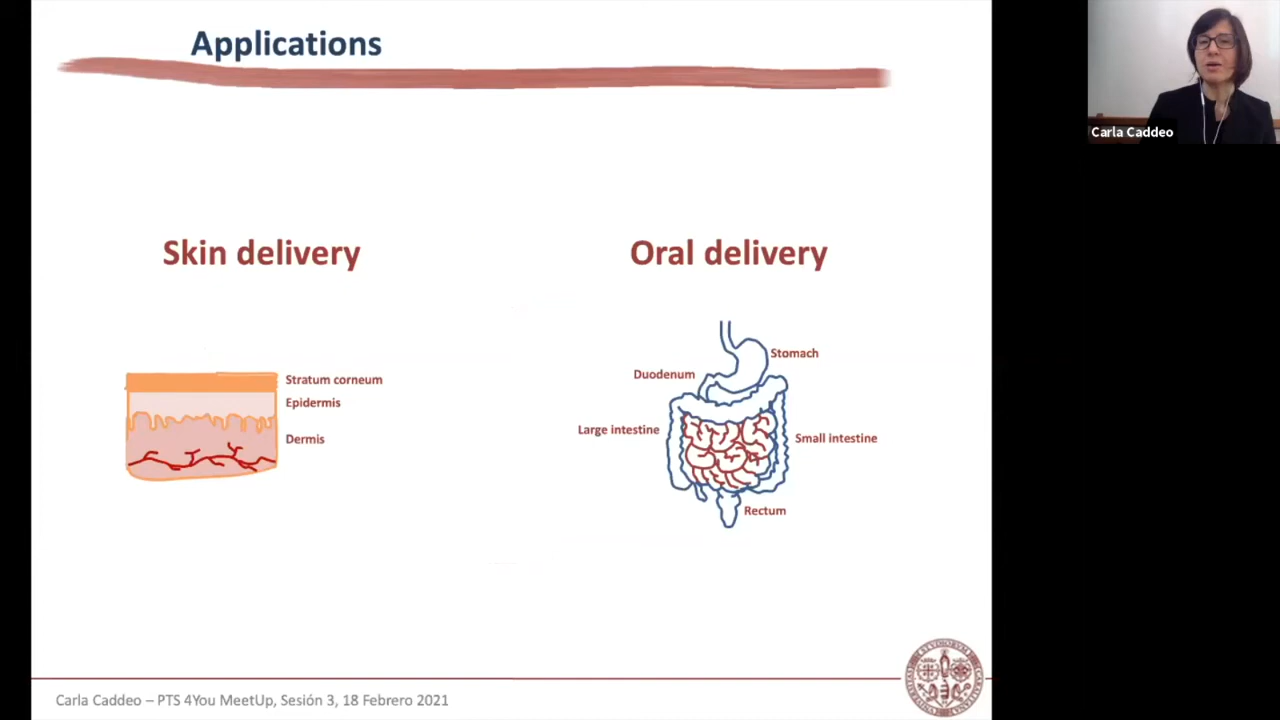 Applications
Carla Caddeo
Skin delivery
Oral delivery
Stratum corneum
Epidermis
Dermis
Stomach
Duodenum
Large intestine
Small intestine
Rectum
Carla Caddeo – PTS 4You MeetUp, Sesión 3, 18 Febrero 2021